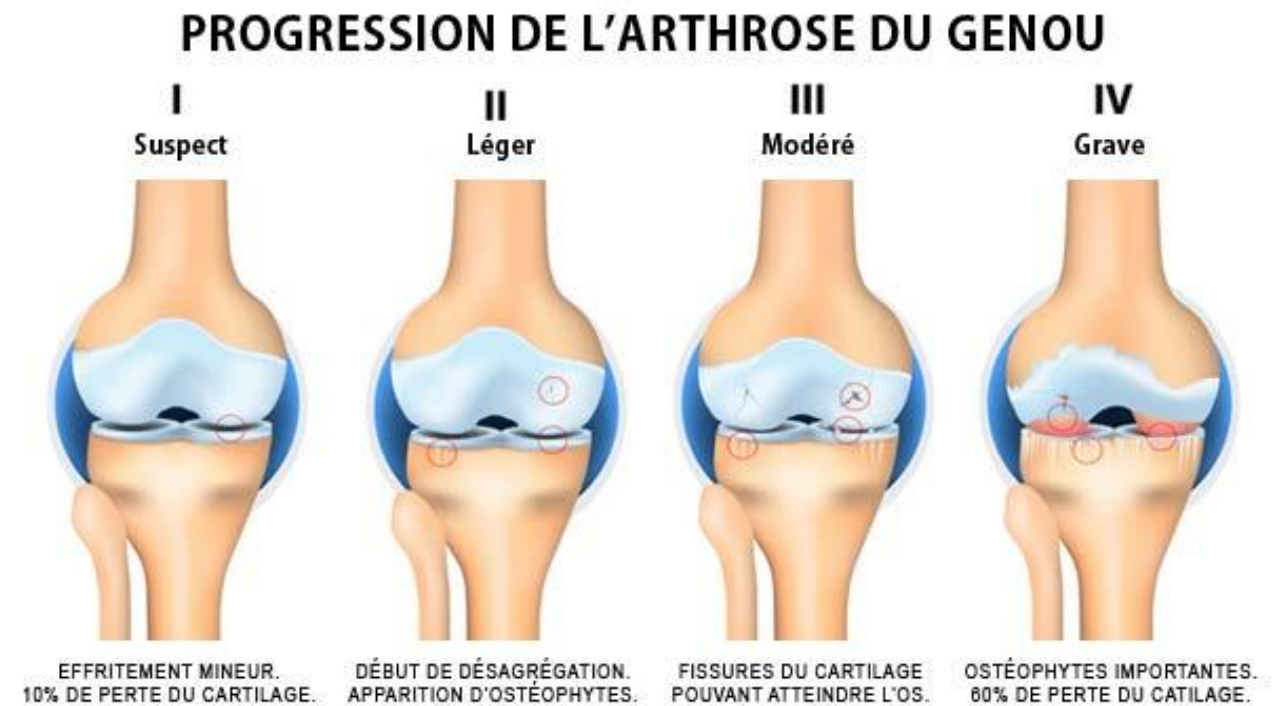 PROGRESSION DE L'ARTHROSE DU GENOU
I
Suspect
II
Léger
III
Modéré
IV
Grave
EFFRITEMENT MINEUR.
10% DE PERTE DU CARTILAGE.
DÉBUT DE DÉSAGRÉGATION.
APPARITION D'OSTÉOPHYTES.
FISSURES DU CARTILAGE
POUVANT ATTEINDRE L'OS.
OSTÉOPHYTES IMPORTANTES.
60% DE PERTE DU CATILAGE.